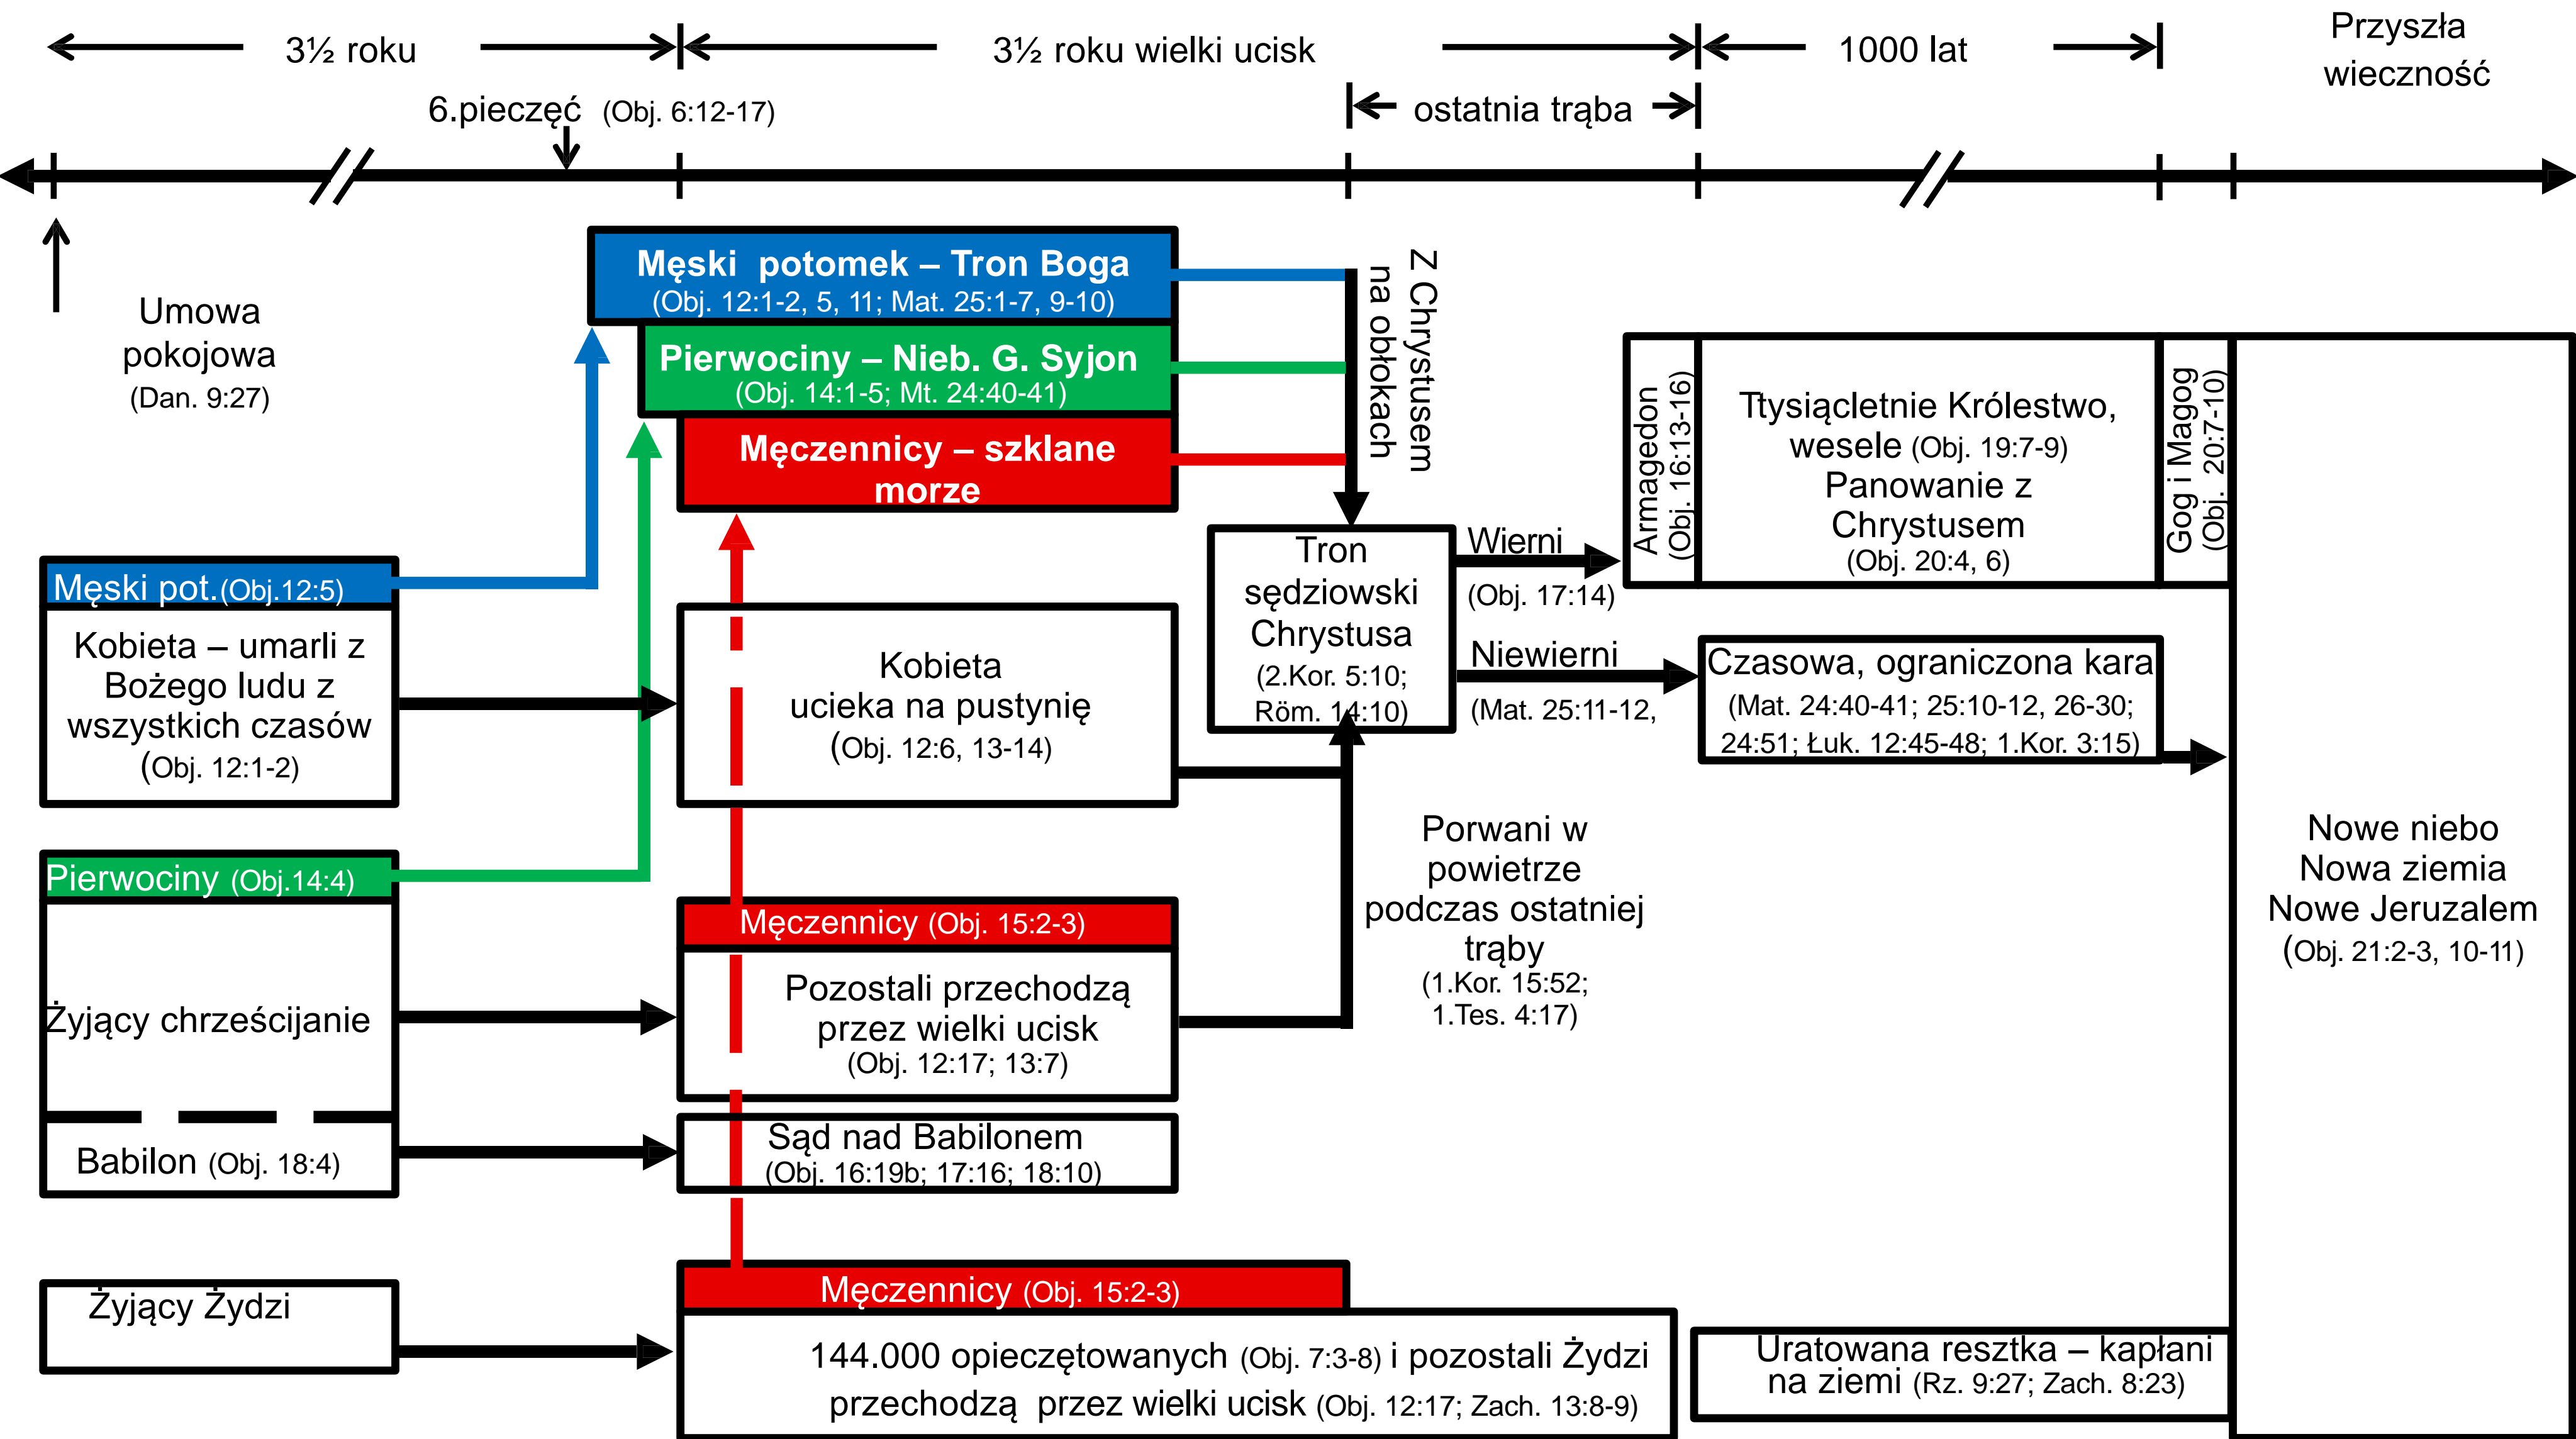 3½ roku
3½ roku wielki ucisk
1000 lat
Przyszła
wieczność
6.pieczęć (Obj. 6:12-17)
ostatnia trąba
Umowa
pokojowa
(Dan. 9:27)
Męski potomek – Tron Boga
(Obj. 12:1-2, 5, 11; Mat. 25:1-7, 9-10)
Pierwociny – Nieb. G. Syjon
(Obj. 14:1-5; Mt. 24:40-41)
Męczennicy – szklane
morze
Z Chrystusem
na obłokach
Męski pot.(Obj.12:5)
Kobieta – umarli z
Bożego ludu z
wszystkich czasów
(Obj. 12:1-2)
Kobieta
ucieka na pustynię
(Obj. 12:6, 13-14)
Tron
sędziowski
Chrystusa
(2.Kor. 5:10;
Röm. 14:10)
Wierni
(Obj. 17:14)
Niewierni
(Mat. 25:11-12,
Armagedon
(Obj. 16:13-16)
Ttysiącletnie Królestwo,
wesele (Obj. 19:7-9)
Panowanie z
Chrystusem
(Obj. 20:4, 6)
Gog i Magog
(Obj. 20:7-10)
Czasowa, ograniczona kara
(Mat. 24:40-41; 25:10-12, 26-30;
24:51; Łuk. 12:45-48; 1.Kor. 3:15)
Pierwociny (Obj.14:4)
Żyjący chrześcijanie
Babilon (Obj. 18:4)
Męczennicy (Obj. 15:2-3)
Pozostali przechodzą
przez wielki ucisk
(Obj. 12:17; 13:7)
Sąd nad Babilonem
(Obj. 16:19b; 17:16; 18:10)
Porwani w
powietrze
podczas ostatniej
trąby
(1.Kor. 15:52;
1.Tes. 4:17)
Nowe niebo
Nowa ziemia
Nowe Jeruzalem
(Obj. 21:2-3, 10-11)
Żyjący Żydzi
Męczennicy (Obj. 15:2-3)
144.000 opieczętowanych (Obj. 7:3-8) i pozostali Żydzi
przechodzą przez wielki ucisk (Obj. 12:17; Zach. 13:8-9)
Uratowana resztka – kapłani
na ziemi (Rz. 9:27; Zach. 8:23)